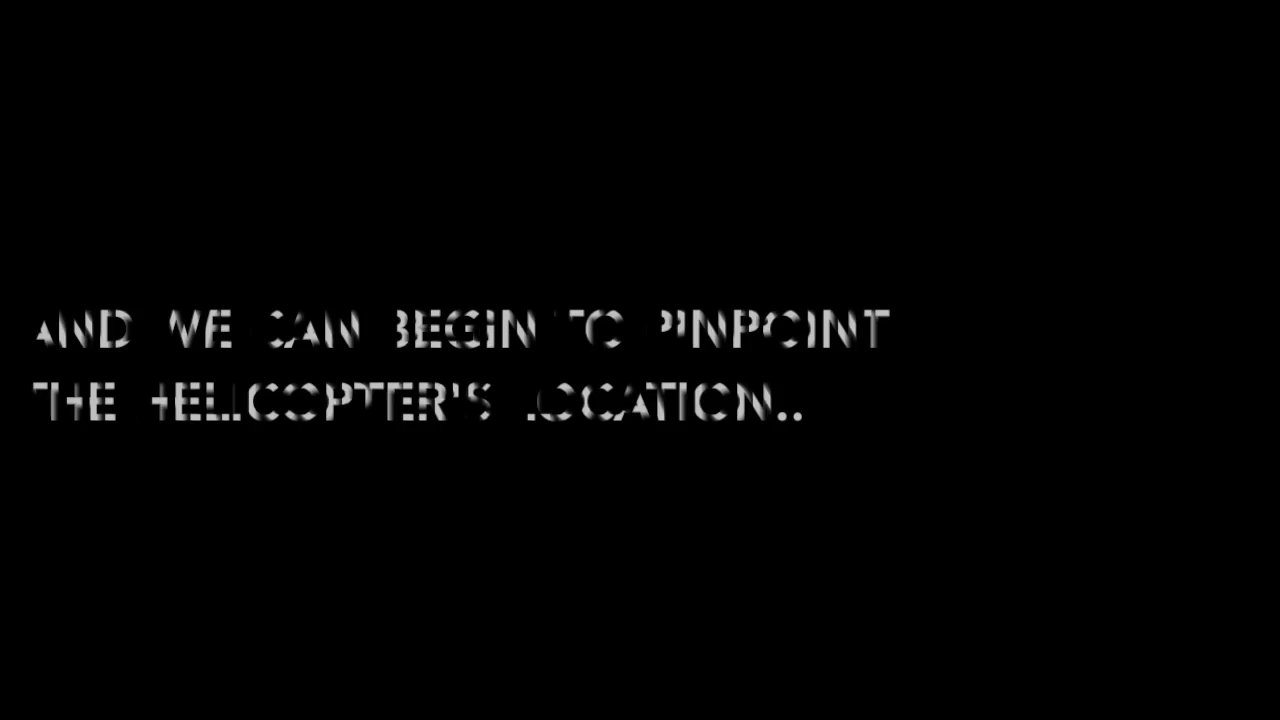 AND WE CAN BEGIN TO PINPOINT
THE HELICOPTER'S LOCATION..